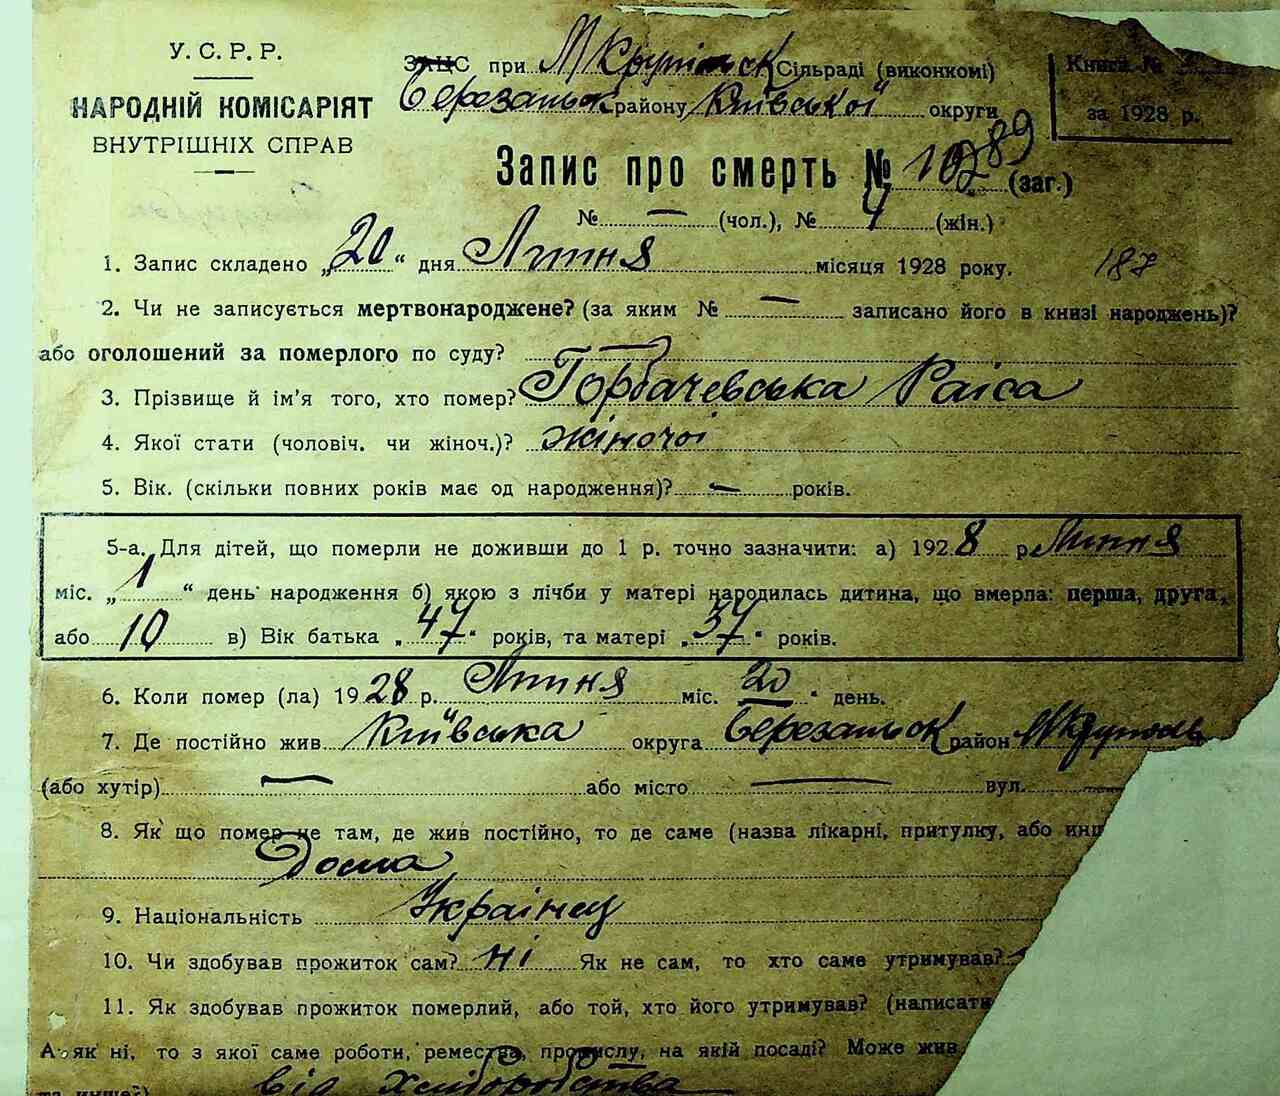 У. С. Р. Р.
НАРОДНІЙ КОМІСАРІЯТ
ВНУТРІШНІХ СПРАВ
ЗАЦС при М Крупільськ Сільраді (виконкомі)
Березанськ району Київської округи
Книга №
за 1928 р.
Запис про смерть № (заг.)
№ — (чол.), № 4 (жін.)
1. Запис складено „20“ дня Липня місяця 1928 року. 187
2. Чи не записується мертвонароджене? (за яким № — записано його в книзі народжень)?
або оголошений за померлого по суду? —
3. Прізвище й ім'я того, хто помер? Горбачевська Раіса
4. Якої стати (чоловіч. чи жіноч.)? жіночоі
5. Вік. (скільки повних років має од народження)? — років.
5-а. Для дітей, що померли не доживши до 1 р. точно зазначити: а) 1928 р Липня
міс. „1“ день народження б) якою з лічби у матері народилась дитина, що вмерла: перша, друга,
або 10 в) Вік батька „47“ років, та матері „37“ років.
6. Коли помер (ла) 1928 р. Липня міс. 20 “ день.
7. Де постійно жив Київська округа Березанськ район М Круполь
(або хутір) — або місто — вул. —
8. Як що помер не там, де жив постійно, то де саме (назва лікарні, притулку, або инш
Дома
9. Національність Украінец
10. Чи здобував прожиток сам? ні Як не сам, то хто саме утримував?
11. Як здобував прожиток померлий, або той, хто його утримував? (написати
А як ні, то з якої саме роботи, ремества, промислу, на якій посаді? Може жив
та инше?) від хліборобства